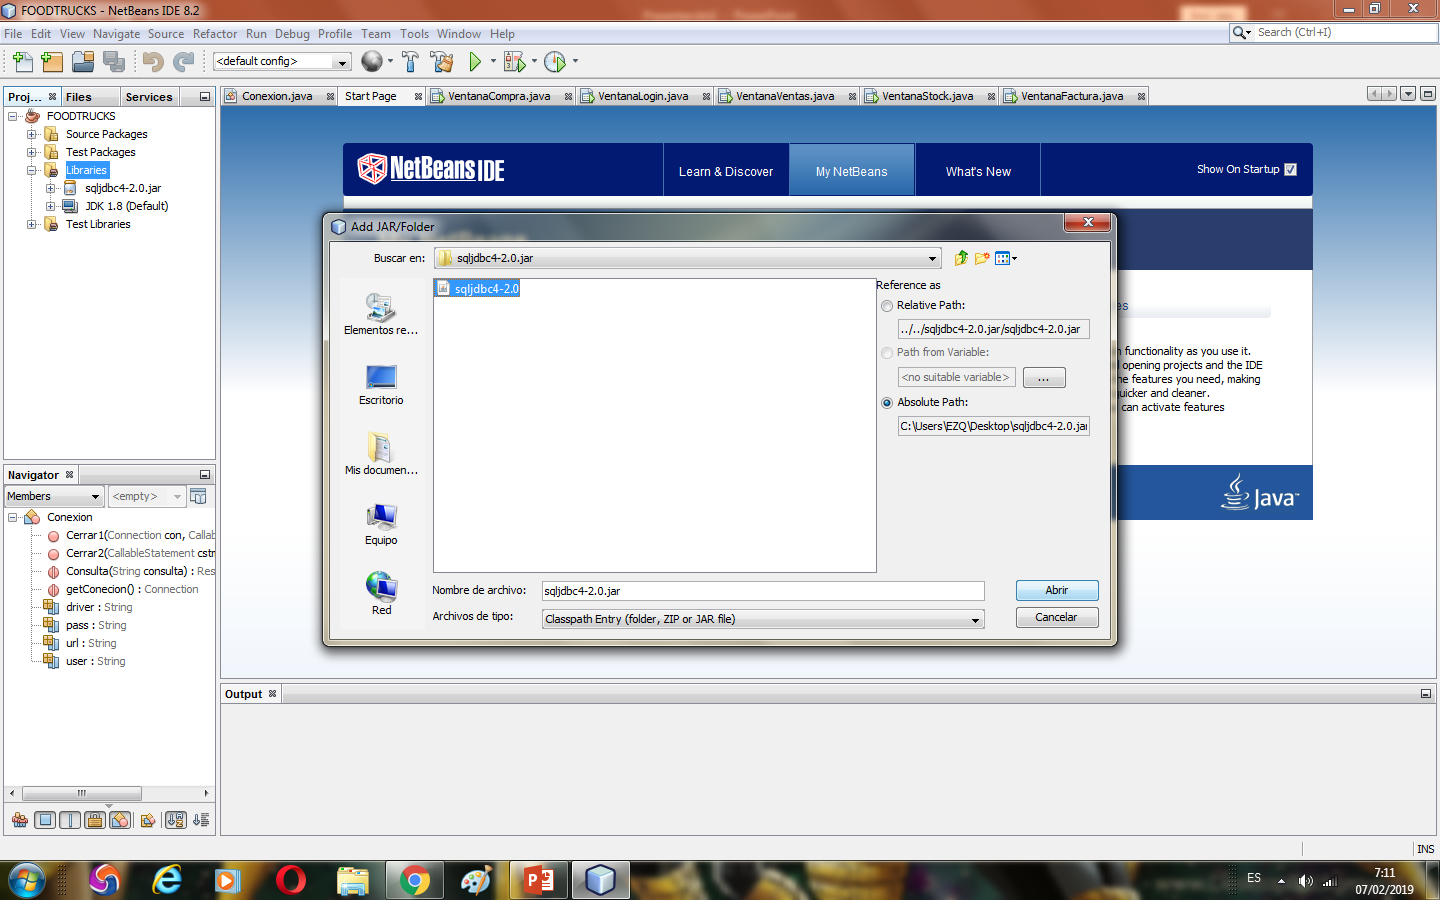 FOODTRUCKS - NetBeans IDE 8.2
File Edit View Navigate Source Refactor Run Debug Profile Team Tools Window Help
Search (Ctrl+I)
<default config>
Proj... Files Services
Conexion.java Start Page VentanaCompra.java VentanaLogin.java VentanaVentas.java VentanaStock.java VentanaFactura.java
FOODTRUCKS
Source Packages
Test Packages
Libraries
sqljdbc4-2.0.jar
JDK 1.8 (Default)
Test Libraries
NetBeans IDE
Learn & Discover
My NetBeans
What's New
Show On Startup
Add JAR/Folder
Buscar en:
sqljdbc4-2.0.jar
sqljdbc4-2.0
Elementos re...
Escritorio
Mis documen...
Equipo
Red
Reference as
Relative Path:
../../sqljdbc4-2.0.jar/sqljdbc4-2.0.jar
Path from Variable:
<no suitable variable>
...
Absolute Path:
C:\Users\EZQ\Desktop\sqljdbc4-2.0.jar
Nombre de archivo:
sqljdbc4-2.0.jar
Abrir
Archivos de tipo:
Classpath Entry (folder, ZIP or JAR file)
Cancelar
functionality as you use it.
opening projects and the IDE
features you need, making
quicker and cleaner.
can activate features
Java
Navigator
Members
<empty>
Conexion
Cerrar1(Connection con, Callab
Cerrar2(CallableStatement cstm
Consulta(String consulta) : Res
getConecion() : Connection
driver : String
pass : String
url : String
user : String
Output
INS
ES
7:11
07/02/2019